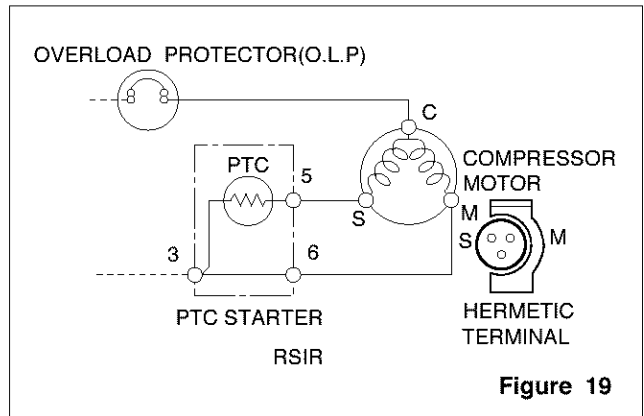 OVERLOAD PROTECTOR(O.L.P)
C
PTC
5
COMPRESSOR
MOTOR
S
M
S
M
3
6
HERMETIC
TERMINAL
PTC STARTER
RSIR
Figure 19